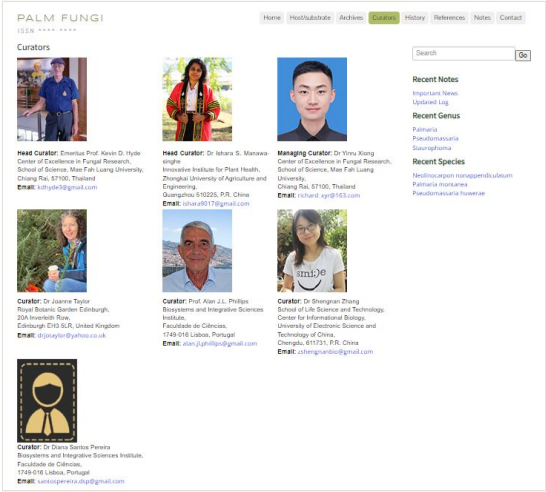 PALM FUNGI
ISSN ****-****
Home Host/substrate Archives Curators History References Notes Contact
Curators
Head Curator: Emeritus Prof. Kevin D. Hyde
Center of Excellence in Fungal Research,
School of Science, Mae Fah Luang University,
Chiang Rai, 57100, Thailand
Email: kdhyde3@gmail.com
Head Curator: Dr Ishara S. Manawa-
singhe
Innovative Institute for Plant Health,
Zhongkai University of Agriculture and
Engineering,
Guangzhou 510225, P.R. China
Email: ishara9017@gmail.com
Managing Curator: Dr Yinru Xiong
Center of Excellence in Fungal Research,
School of Science, Mae Fah Luang
University,
Chiang Rai, 57100, Thailand
Email: richard_xyr@163.com
Curator: Dr Joanne Taylor
Royal Botanic Garden Edinburgh,
20A Inverleith Row,
Edinburgh EH3 5LR, United Kingdom
Email: drjotaylor@yahoo.co.uk
Curator: Prof. Alan J.L. Phillips
Biosystems and Integrative Sciences
Institute,
Faculdade de Ciências,
1749-016 Lisboa, Portugal
Email: alan.jl.phillips@gmail.com
smi:)e
Curator: Dr Shengnan Zhang
School of Life Science and Technology,
Center for Informational Biology,
University of Electronic Science and
Technology of China,
Chengdu, 611731, P.R. China
Email: zshengnanbio@gmail.com
Curator: Dr Diana Santos Pereira
Biosystems and Integrative Sciences Institute,
Faculdade de Ciências,
1749-016 Lisboa, Portugal
Email: santospereira.dsp@gmail.com
Search Go
Recent Notes
Important News
Updated Log
Recent Genus
Palmaria
Pseudomassaria
Staurophoma
Recent Species
Neolinocarpon nonappendiculatum
Palmaria montanea
Pseudomassaria huwerae